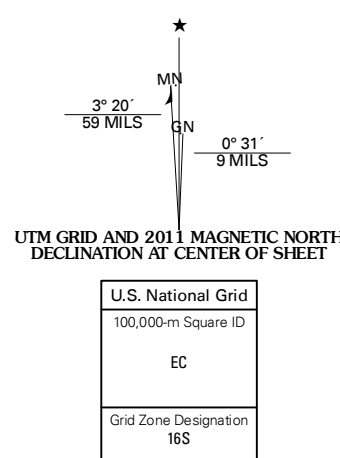 ★
MN
3° 20´
59 MILS
GN
0° 31´
9 MILS
UTM GRID AND 2011 MAGNETIC NORTH
DECLINATION AT CENTER OF SHEET
U.S. National Grid
100,000-m Square ID
EC
Grid Zone Designation
16S